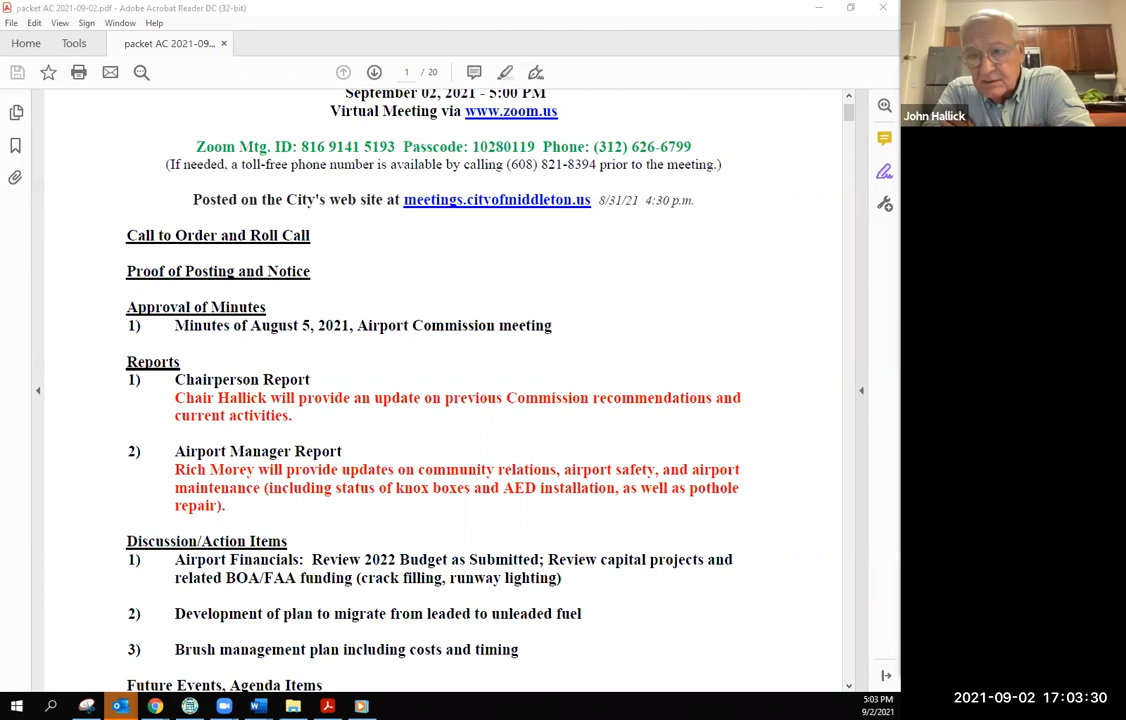 packet AC 2021-09-02.pdf - Adobe Acrobat Reader DC (32-bit)
File Edit View Sign Window Help
Home Tools packet AC 2021-09... ×
1 / 20
September 02, 2021 - 5:00 PM
Virtual Meeting via www.zoom.us
Zoom Mtg. ID: 816 9141 5193 Passcode: 10280119 Phone: (312) 626-6799
(If needed, a toll-free phone number is available by calling (608) 821-8394 prior to the meeting.)
Posted on the City's web site at meetings.cityofmiddleton.us 8/31/21 4:30 p.m.
Call to Order and Roll Call
Proof of Posting and Notice
Approval of Minutes
1) Minutes of August 5, 2021, Airport Commission meeting
Reports
1) Chairperson Report
Chair Hallick will provide an update on previous Commission recommendations and
current activities.
2) Airport Manager Report
Rich Morey will provide updates on community relations, airport safety, and airport
maintenance (including status of knox boxes and AED installation, as well as pothole
repair).
Discussion/Action Items
1) Airport Financials: Review 2022 Budget as Submitted; Review capital projects and
related BOA/FAA funding (crack filling, runway lighting)
2) Development of plan to migrate from leaded to unleaded fuel
3) Brush management plan including costs and timing
Future Events, Agenda Items
John Hallick
5:03 PM
9/2/2021
2021-09-02 17:03:30